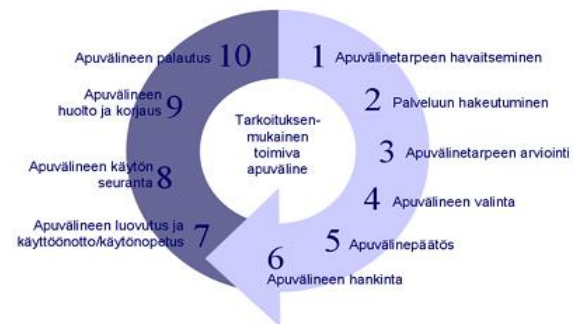 1 Apuvälinetarpeen havaitseminen
2 Palveluun hakeutuminen
3 Apuvälinetarpeen arviointi
4 Apuvälineen valinta
5 Apuvälinepäätös
6
Apuvälineen hankinta
Apuvälineen luovutus ja
käyttöönotto/käytönopetus 7
Apuvälineen käytön
seuranta 8
Apuvälineen
huolto ja korjaus 9
Apuvälineen palautus 10
Tarkoituksen-
mukainen
toimiva
apuväline